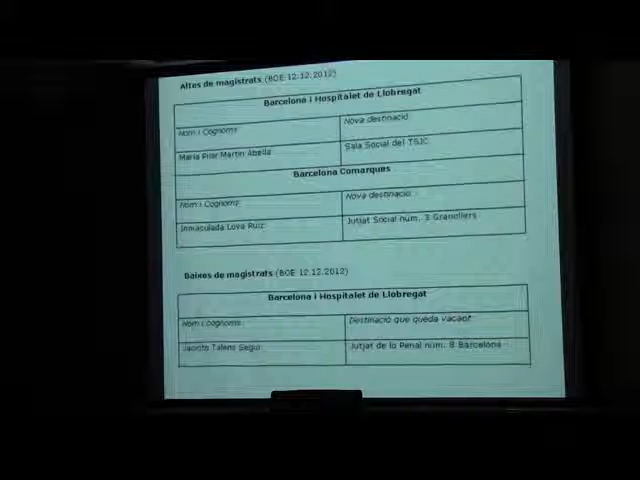 Altes de magistrats (BOE 12.12.2012)
Barcelona i Hospitalet de Llobregat
Nom i Cognoms Nova destinació
Maria Pilar Martin Abella Sala Social del TSJC
Barcelona Comarques
Nom i Cognoms Nova destinació
Inmaculada Lova Ruiz Jutjat Social núm. 3 Granollers
Baixes de magistrats (BOE 12.12.2012)
Barcelona i Hospitalet de Llobregat
Nom i cognoms Destinació que queda vacant
Jacinto Talens Segui Jutjat de lo Penal núm. 8 Barcelona